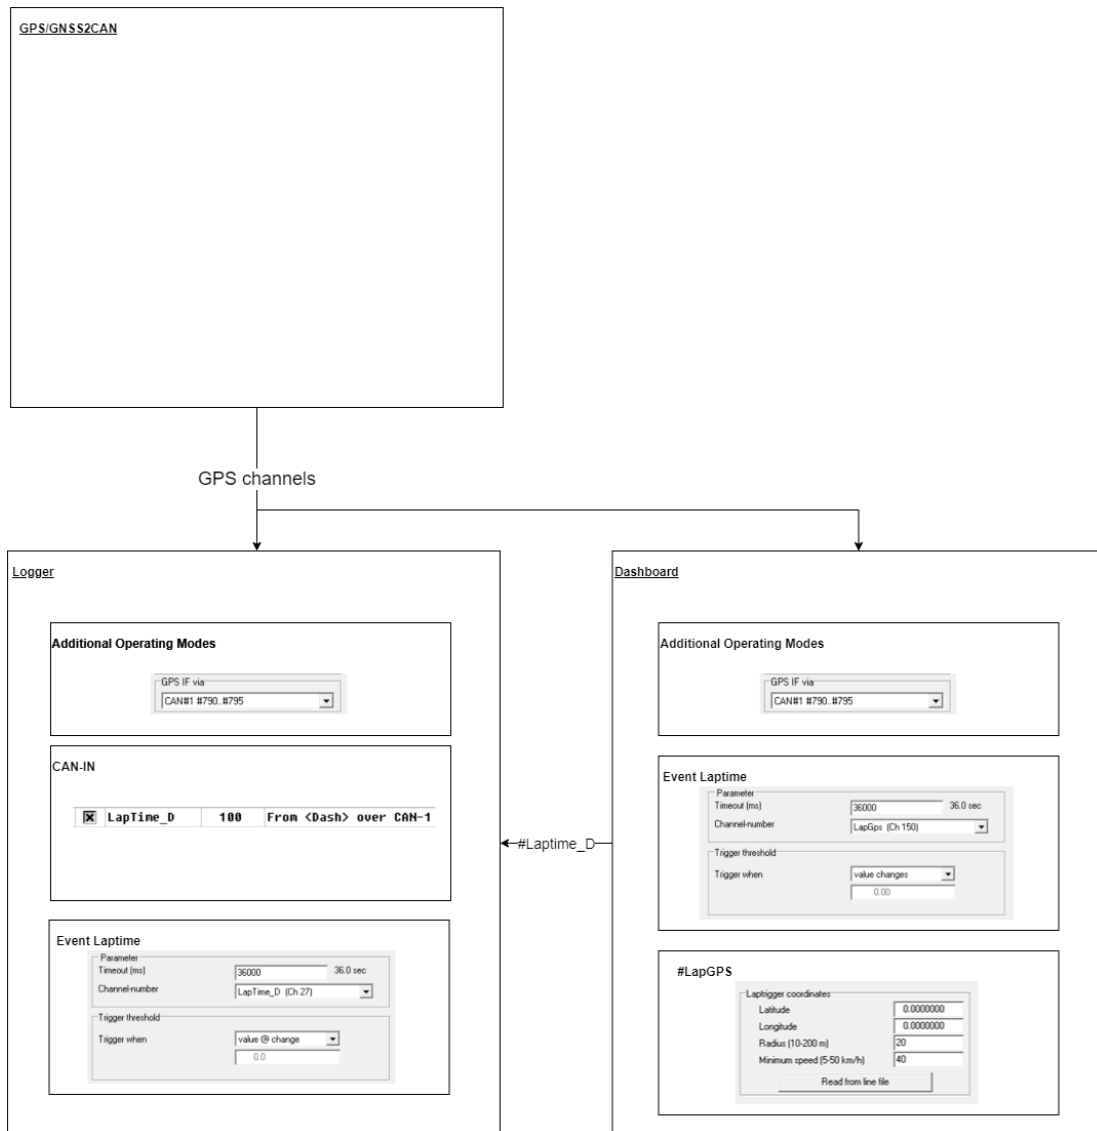 GPS/GNSS2CAN
GPS channels
Logger
Additional Operating Modes
GPS IF via
CAN#1 #790..#795
CAN-IN
LapTime_D 100 From <Dash> over CAN-1
Event Laptime
Parameter
Timeout (ms) 36000 36.0 sec
Channel-number LapTime_D (Ch 27)
Trigger threshold
Trigger when value @ change
0.0
#Laptime_D
Dashboard
Additional Operating Modes
GPS IF via
CAN#1 #790..#795
Event Laptime
Parameter
Timeout (ms) 36000 36.0 sec
Channel-number LapGps (Ch 150)
Trigger threshold
Trigger when value changes
0.00
#LapGPS
Laptrigger coordinates
Latitude 0.0000000
Longitude 0.0000000
Radius (10-200 m) 20
Minimum speed (5-50 km/h) 40
Read from line file